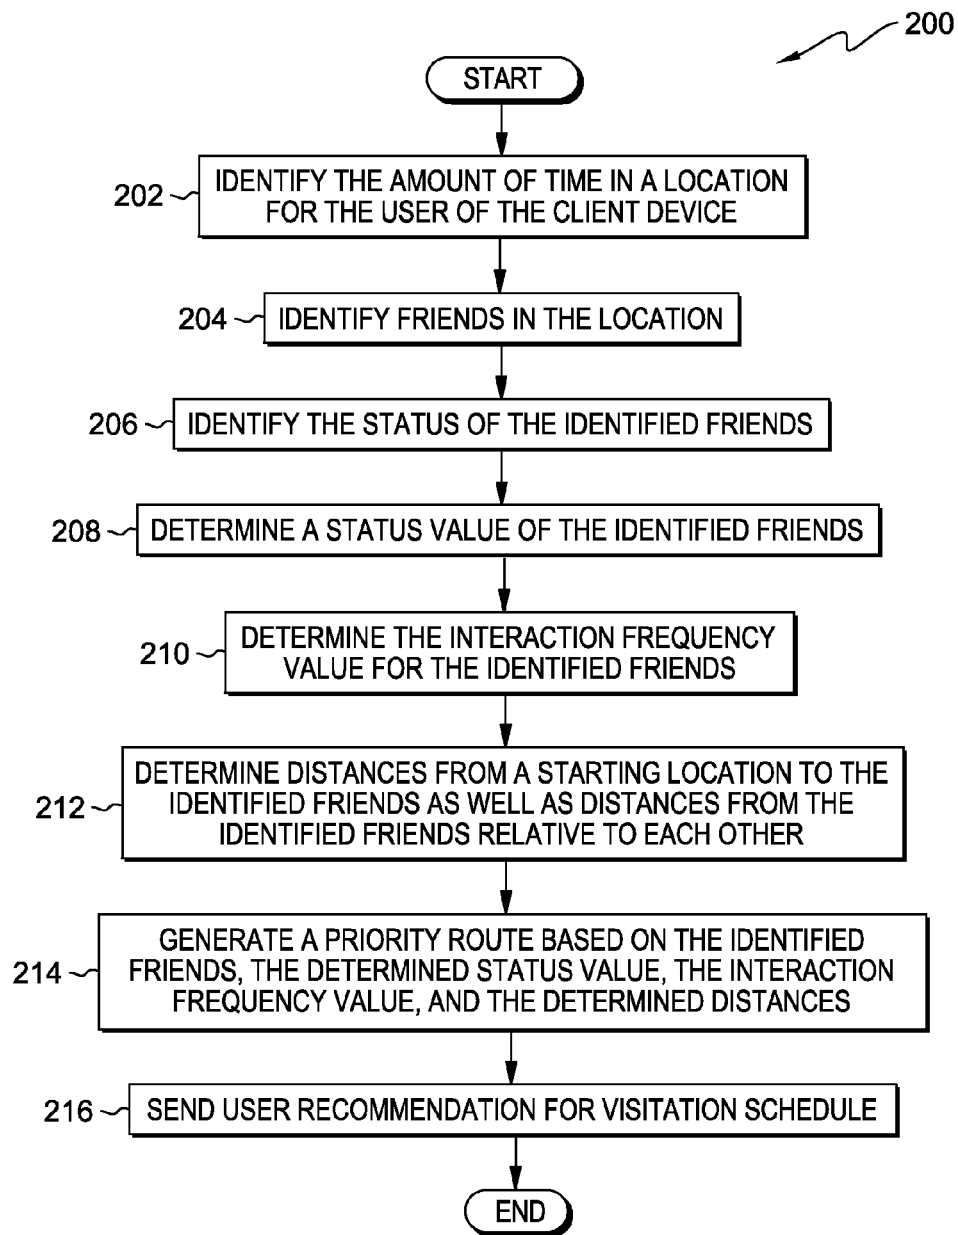 200
START
202
IDENTIFY THE AMOUNT OF TIME IN A LOCATION
FOR THE USER OF THE CLIENT DEVICE
204
IDENTIFY FRIENDS IN THE LOCATION
206
IDENTIFY THE STATUS OF THE IDENTIFIED FRIENDS
208
DETERMINE A STATUS VALUE OF THE IDENTIFIED FRIENDS
210
DETERMINE THE INTERACTION FREQUENCY
VALUE FOR THE IDENTIFIED FRIENDS
212
DETERMINE DISTANCES FROM A STARTING LOCATION TO THE
IDENTIFIED FRIENDS AS WELL AS DISTANCES FROM THE
IDENTIFIED FRIENDS RELATIVE TO EACH OTHER
214
GENERATE A PRIORITY ROUTE BASED ON THE IDENTIFIED
FRIENDS, THE DETERMINED STATUS VALUE, THE INTERACTION
FREQUENCY VALUE, AND THE DETERMINED DISTANCES
216
SEND USER RECOMMENDATION FOR VISITATION SCHEDULE
END